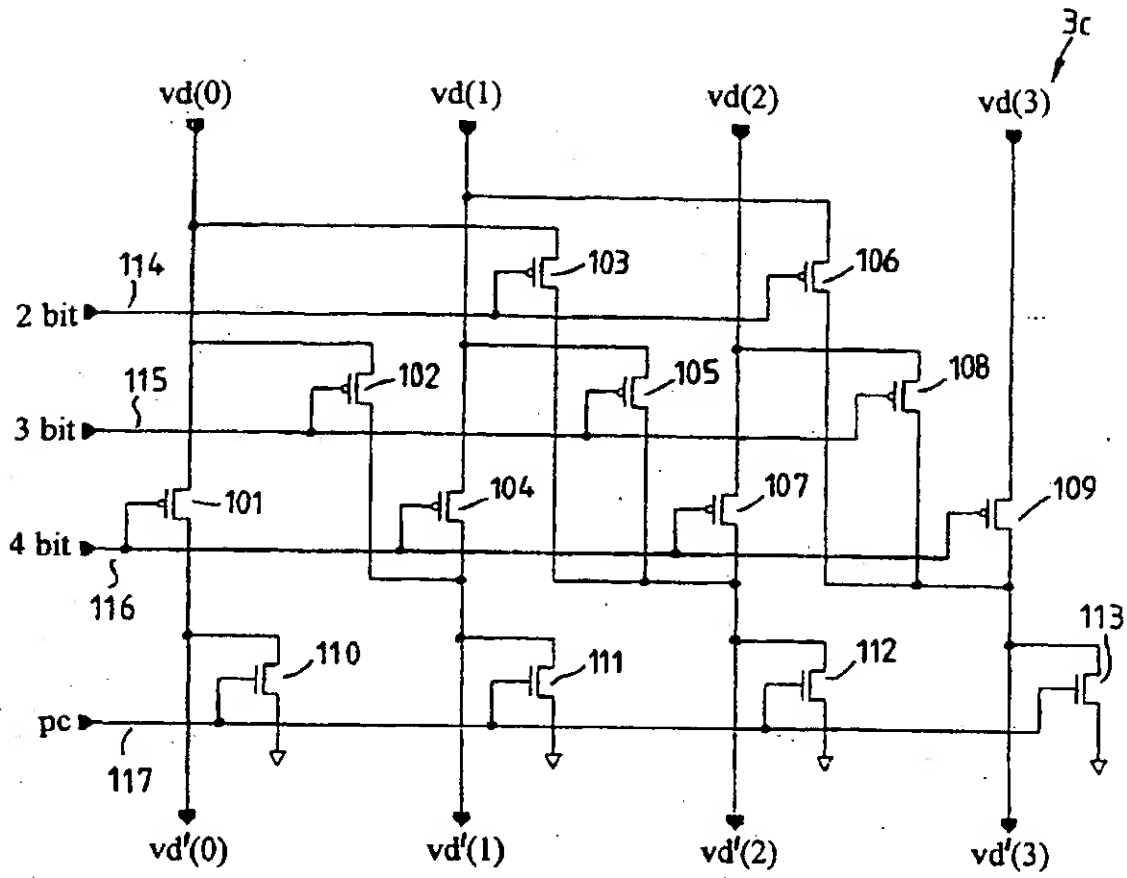 3c
vd(0) vd(1) vd(2) vd(3)
114 103 106
2 bit
115 102 105 108
3 bit
101 104 107 109
4 bit
116
110 111 112 113
pc
117
vd'(0) vd'(1) vd'(2) vd'(3)